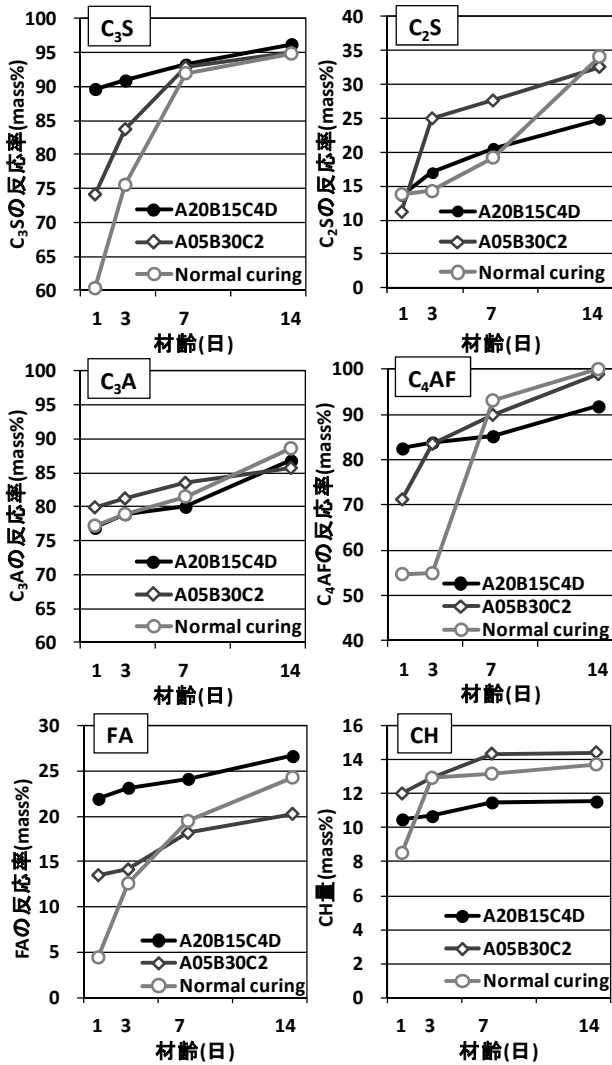 C₃S
C₃Sの反応率(mass%)
100
95
90
85
80
75
70
65
60
A20B15C4D
A05B30C2
Normal curing
1 3 7 14
材齢(日)
C₂S
C₂Sの反応率(mass%)
40
35
30
25
20
15
10
5
0
A20B15C4D
A05B30C2
Normal curing
1 3 7 14
材齢(日)
C₃A
C₃Aの反応率(mass%)
100
95
90
85
80
75
70
65
60
A20B15C4D
A05B30C2
Normal curing
1 3 7 14
材齢(日)
C₄AF
C₄AFの反応率(mass%)
100
90
80
70
60
50
40
A20B15C4D
A05B30C2
Normal curing
1 3 7 14
材齢(日)
FA
FAの反応率(mass%)
30
25
20
15
10
5
0
A20B15C4D
A05B30C2
Normal curing
1 3 7 14
材齢(日)
CH
CH量(mass%)
16
14
12
10
8
6
4
2
0
A20B15C4D
A05B30C2
Normal curing
1 3 7 14
材齢(日)